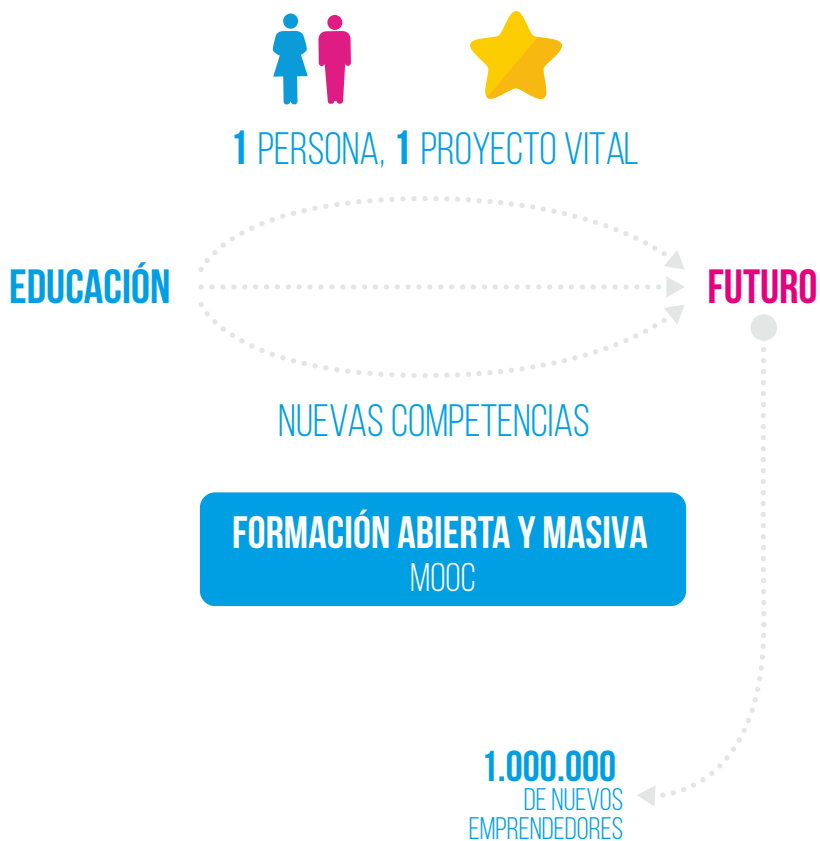 1 PERSONA, 1 PROYECTO VITAL
EDUCACIÓN
FUTURO
NUEVAS COMPETENCIAS
FORMACIÓN ABIERTA Y MASIVA
MOOC
1.000.000
DE NUEVOS
EMPRENDEDORES